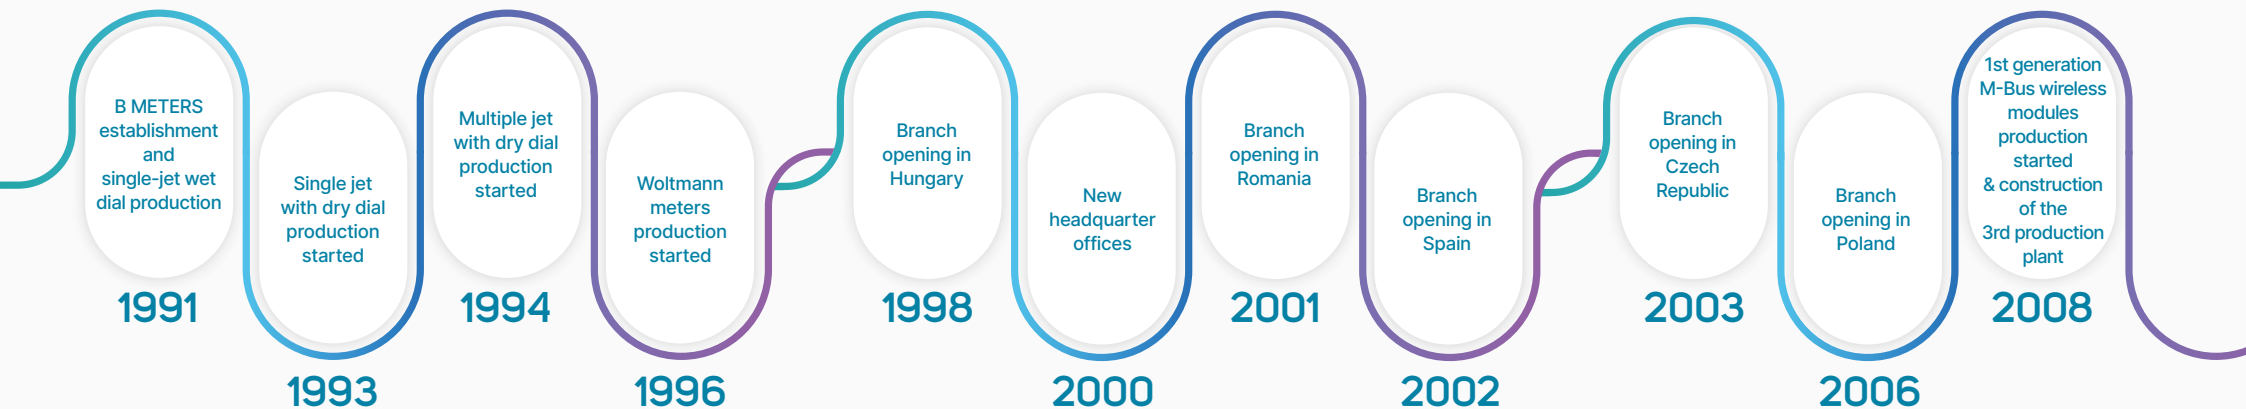 B METERS
establishment
and
single-jet wet
dial production
1991
Single jet
with dry dial
production
started
1993
Multiple jet
with dry dial
production
started
1994
Woltmann
meters
production
started
1996
Branch
opening in
Hungary
1998
New
headquarter
offices
2000
Branch
opening in
Romania
2001
Branch
opening in
Spain
2002
Branch
opening in
Czech
Republic
2003
Branch
opening in
Poland
2006
1st generation
M-Bus wireless
modules
production
started
& construction
of the
3rd production
plant
2008